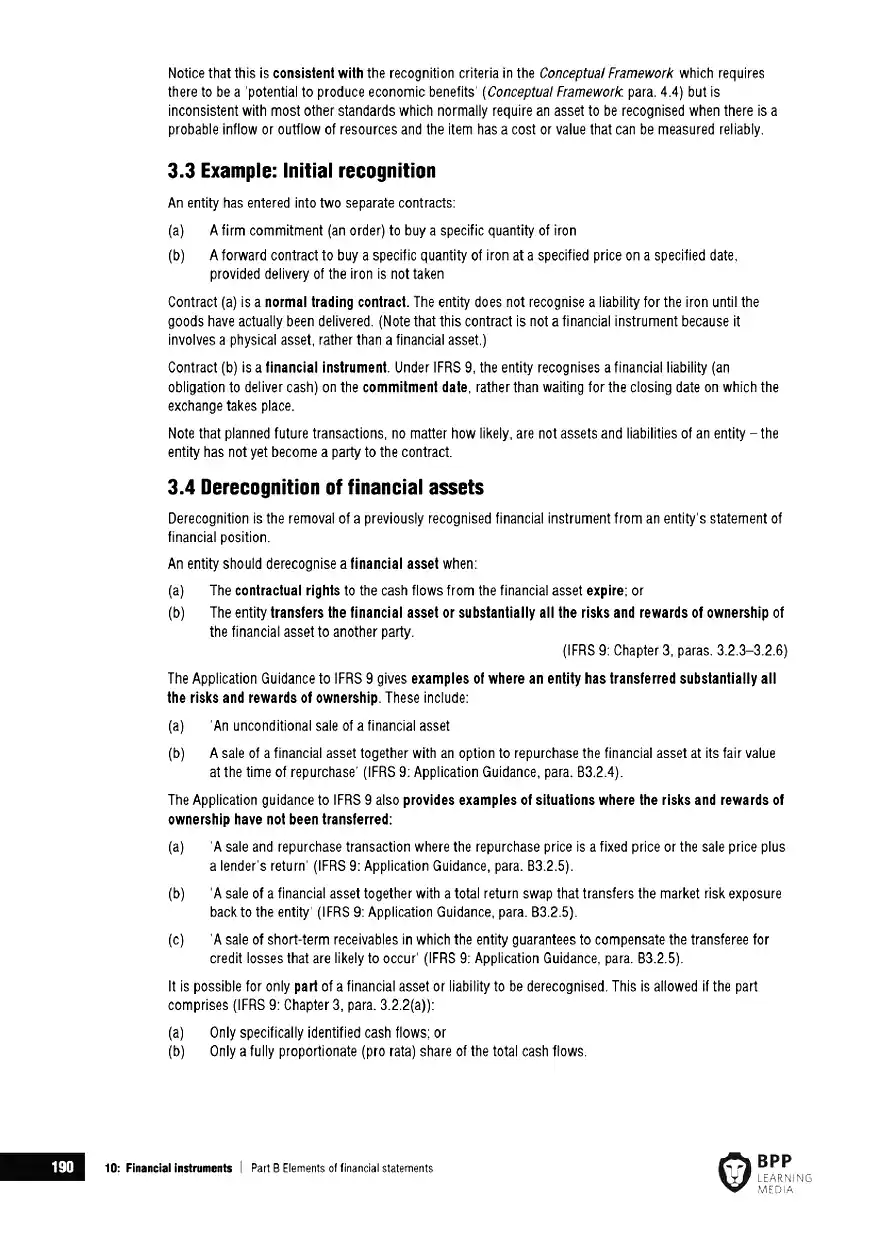 Notice that this is consistent with the recognition criteria in the Conceptual Framework which requires
there to be a 'potential to produce economic benefits' (Conceptual Framework: para. 4.4) but is
inconsistent with most other standards which normally require an asset to be recognised when there is a
probable inflow or outflow of resources and the item has a cost or value that can be measured reliably.
3.3 Example: Initial recognition
An entity has entered into two separate contracts:
(a) A firm commitment (an order) to buy a specific quantity of iron
(b) A forward contract to buy a specific quantity of iron at a specified price on a specified date,
provided delivery of the iron is not taken
Contract (a) is a normal trading contract. The entity does not recognise a liability for the iron until the
goods have actually been delivered. (Note that this contract is not a financial instrument because it
involves a physical asset, rather than a financial asset.)
Contract (b) is a financial instrument. Under IFRS 9, the entity recognises a financial liability (an
obligation to deliver cash) on the commitment date, rather than waiting for the closing date on which the
exchange takes place.
Note that planned future transactions, no matter how likely, are not assets and liabilities of an entity – the
entity has not yet become a party to the contract.
3.4 Derecognition of financial assets
Derecognition is the removal of a previously recognised financial instrument from an entity's statement of
financial position.
An entity should derecognise a financial asset when:
(a) The contractual rights to the cash flows from the financial asset expire; or
(b) The entity transfers the financial asset or substantially all the risks and rewards of ownership of
the financial asset to another party.
(IFRS 9: Chapter 3, paras. 3.2.3–3.2.6)
The Application Guidance to IFRS 9 gives examples of where an entity has transferred substantially all
the risks and rewards of ownership. These include:
(a) 'An unconditional sale of a financial asset
(b) A sale of a financial asset together with an option to repurchase the financial asset at its fair value
at the time of repurchase' (IFRS 9: Application Guidance, para. B3.2.4).
The Application guidance to IFRS 9 also provides examples of situations where the risks and rewards of
ownership have not been transferred:
(a) 'A sale and repurchase transaction where the repurchase price is a fixed price or the sale price plus
a lender's return' (IFRS 9: Application Guidance, para. B3.2.5).
(b) 'A sale of a financial asset together with a total return swap that transfers the market risk exposure
back to the entity' (IFRS 9: Application Guidance, para. B3.2.5).
(c) 'A sale of short-term receivables in which the entity guarantees to compensate the transferee for
credit losses that are likely to occur' (IFRS 9: Application Guidance, para. B3.2.5).
It is possible for only part of a financial asset or liability to be derecognised. This is allowed if the part
comprises (IFRS 9: Chapter 3, para. 3.2.2(a)):
(a) Only specifically identified cash flows; or
(b) Only a fully proportionate (pro rata) share of the total cash flows.
190 10: Financial instruments | Part B Elements of financial statements
BPP
LEARNING
MEDIA